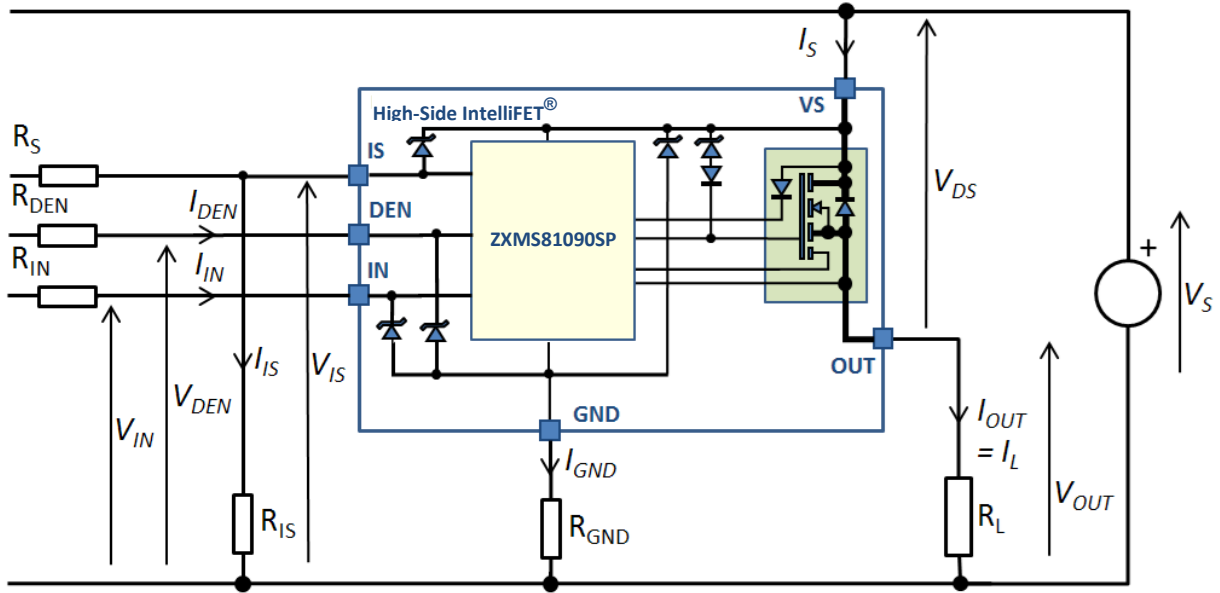 I_S
High-Side IntelliFET®
VS
R_S
IS
R_DEN
I_DEN
DEN
V_DS
ZXMS81090SP
R_IN
I_IN
IN
+
V_S
I_IS
V_IS
OUT
V_DEN
V_IN
GND
I_OUT
= I_L
I_GND
V_OUT
R_IS
R_GND
R_L